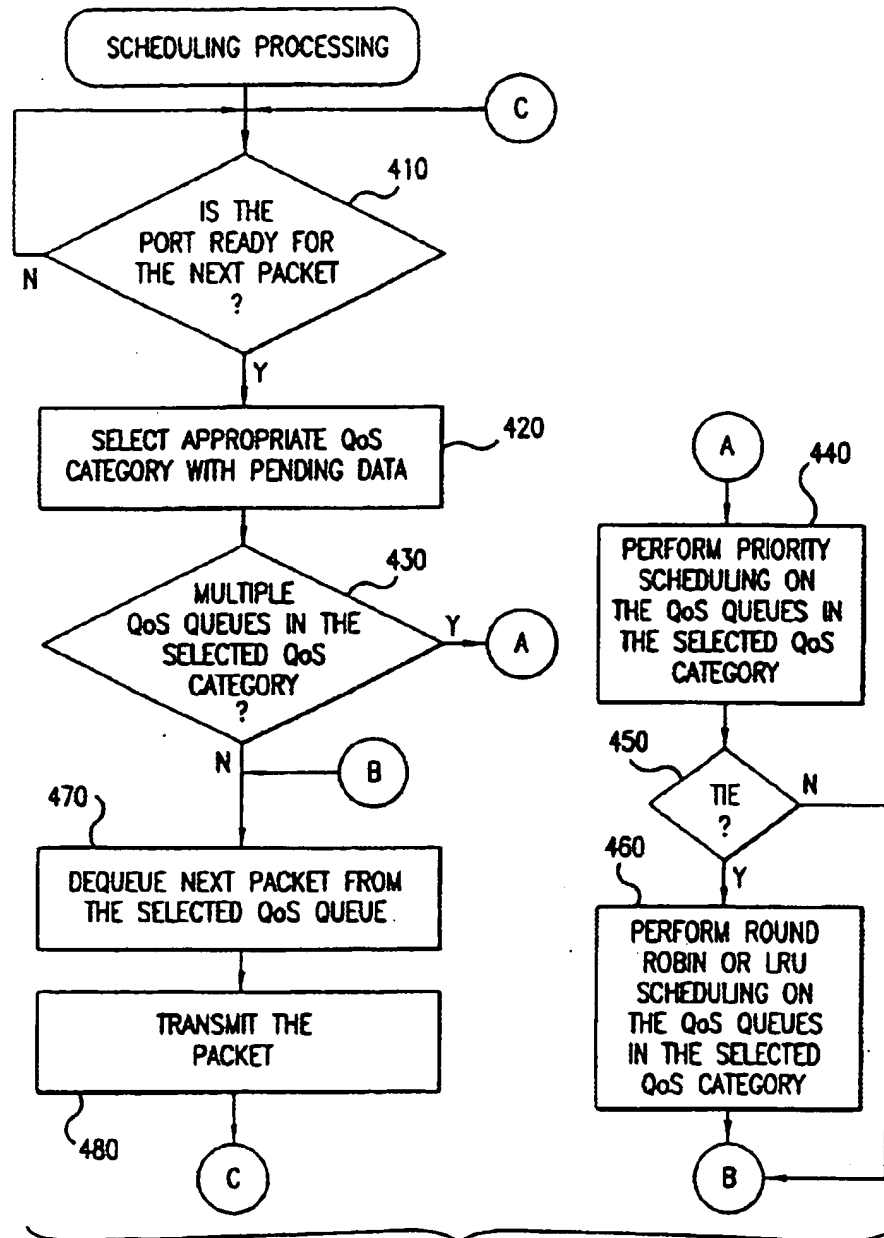 SCHEDULING PROCESSING
C
410
IS THE
PORT READY FOR
THE NEXT PACKET
?
N
Y
SELECT APPROPRIATE QoS
CATEGORY WITH PENDING DATA
420
430
MULTIPLE
QoS QUEUES IN THE
SELECTED QoS
CATEGORY
?
Y
A
N
B
470
DEQUEUE NEXT PACKET FROM
THE SELECTED QoS QUEUE
TRANSMIT THE
PACKET
480
C
A
440
PERFORM PRIORITY
SCHEDULING ON
THE QoS QUEUES IN
THE SELECTED QoS
CATEGORY
450
TIE
?
N
Y
460
PERFORM ROUND
ROBIN OR LRU
SCHEDULING ON
THE QoS QUEUES
IN THE SELECTED
QoS CATEGORY
B